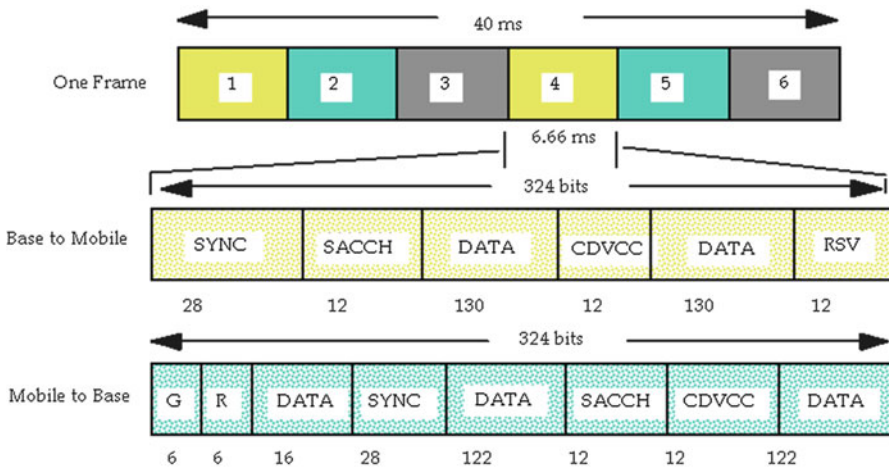 40 ms
One Frame
1 2 3 4 5 6
6.66 ms
324 bits
Base to Mobile
SYNC SACCH DATA CDVCC DATA RSV
28 12 130 12 130 12
324 bits
Mobile to Base
G R DATA SYNC DATA SACCH CDVCC DATA
6 6 16 28 122 12 12 122